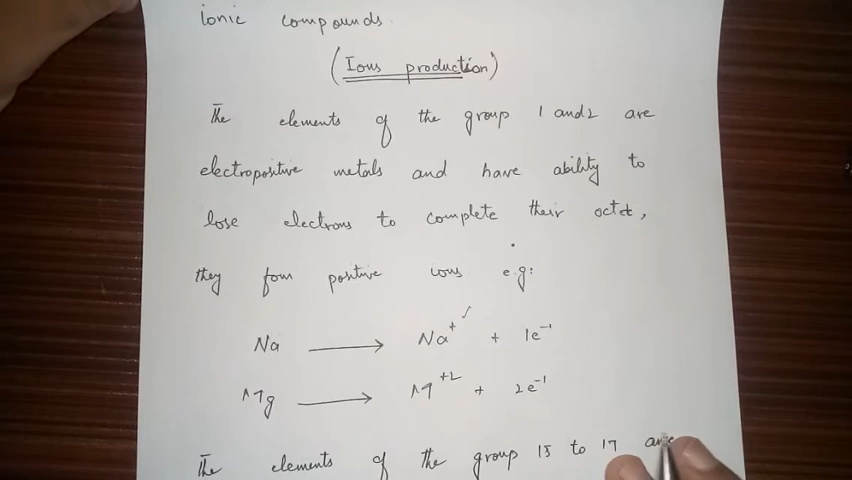 ionic compounds.
(Ions production)
The elements of the group 1 and 2 are
electropositive metals and have ability to
lose electrons to complete their octet,
they form positive ions e.g:
Na ⟶ Na⁺ ✓ + 1e⁻¹
Mg ⟶ M⁺² + 2e⁻¹
The elements of the group 15 to 17 are